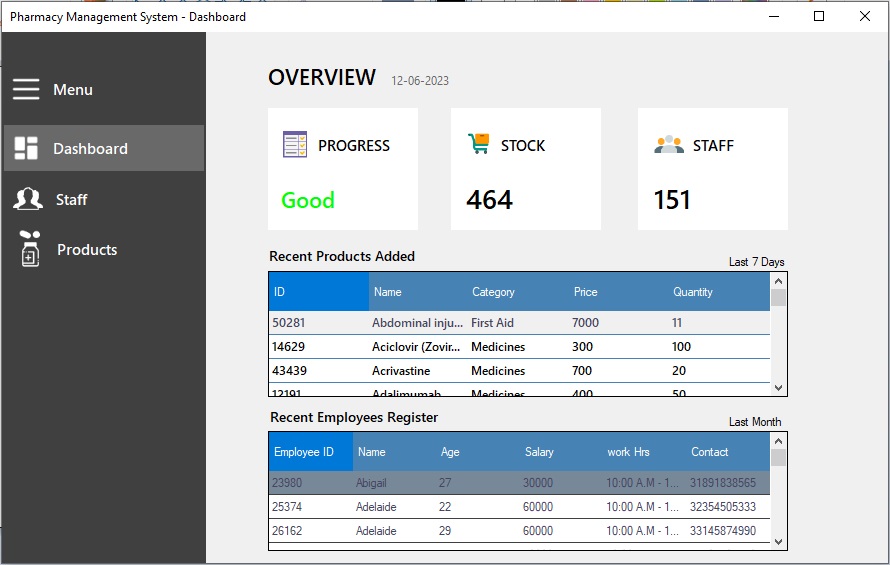 Pharmacy Management System - Dashboard
Menu
Dashboard
Staff
Products
OVERVIEW 12-06-2023
PROGRESS
Good
STOCK
464
STAFF
151
Recent Products Added Last 7 Days
ID Name Category Price Quantity
50281 Abdominal inju... First Aid 7000 11
14629 Aciclovir (Zovir... Medicines 300 100
43439 Acrivastine Medicines 700 20
12191 Adalimumab Medicines 400 50
Recent Employees Register Last Month
Employee ID Name Age Salary work Hrs Contact
23980 Abigail 27 30000 10:00 A.M - 1... 31891838565
25374 Adelaide 22 60000 10:00 A.M - 1... 32354505333
26162 Adelaide 29 60000 10:00 A.M - 1... 33145874990